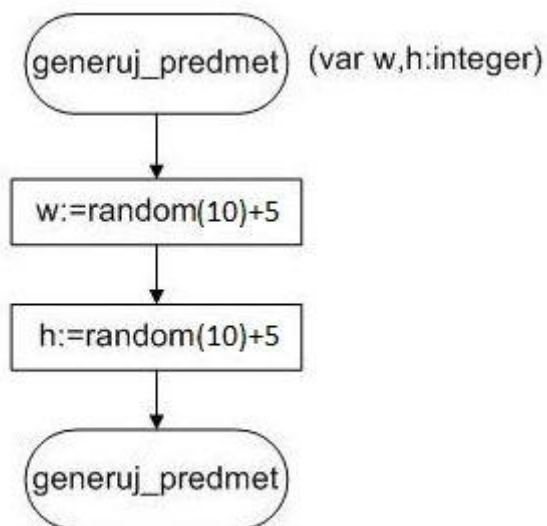 generuj_predmet (var w,h:integer)
w:=random(10)+5
h:=random(10)+5
generuj_predmet